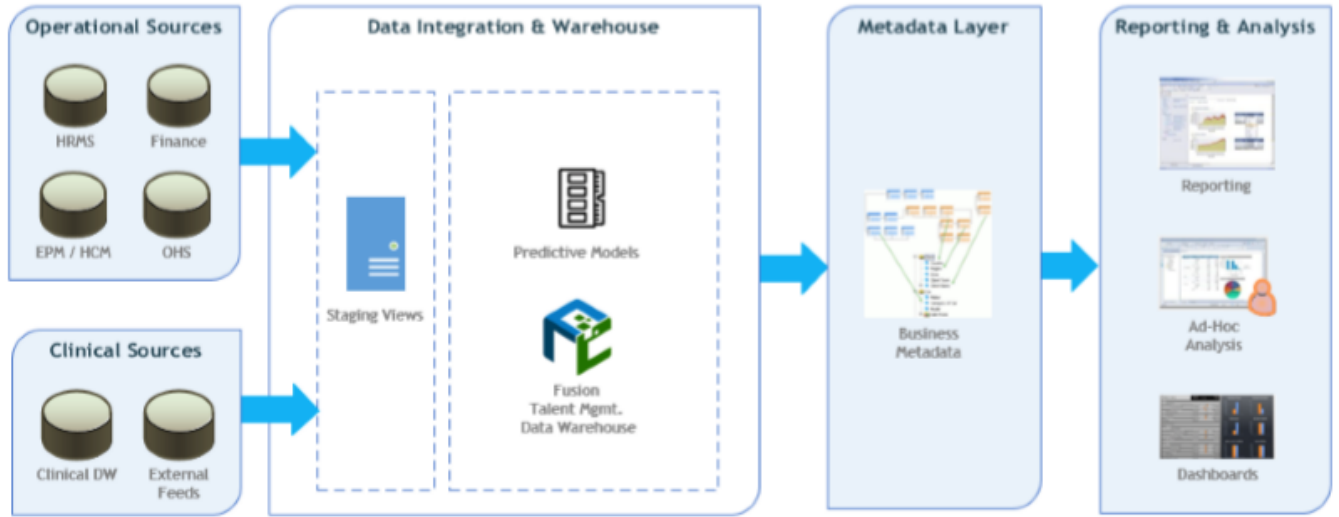 Operational Sources
HRMS
Finance
EPM / HCM
OHS
Clinical Sources
Clinical DW
External
Feeds
Data Integration & Warehouse
Staging Views
Predictive Models
Fusion
Talent Mgmt.
Data Warehouse
Metadata Layer
Business
Metadata
Reporting & Analysis
Reporting
Ad-Hoc
Analysis
Dashboards